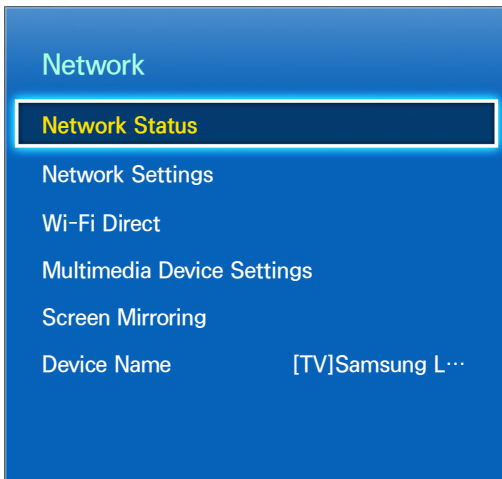 Network
Network Status
Network Settings
Wi-Fi Direct
Multimedia Device Settings
Screen Mirroring
Device Name [TV]Samsung L···